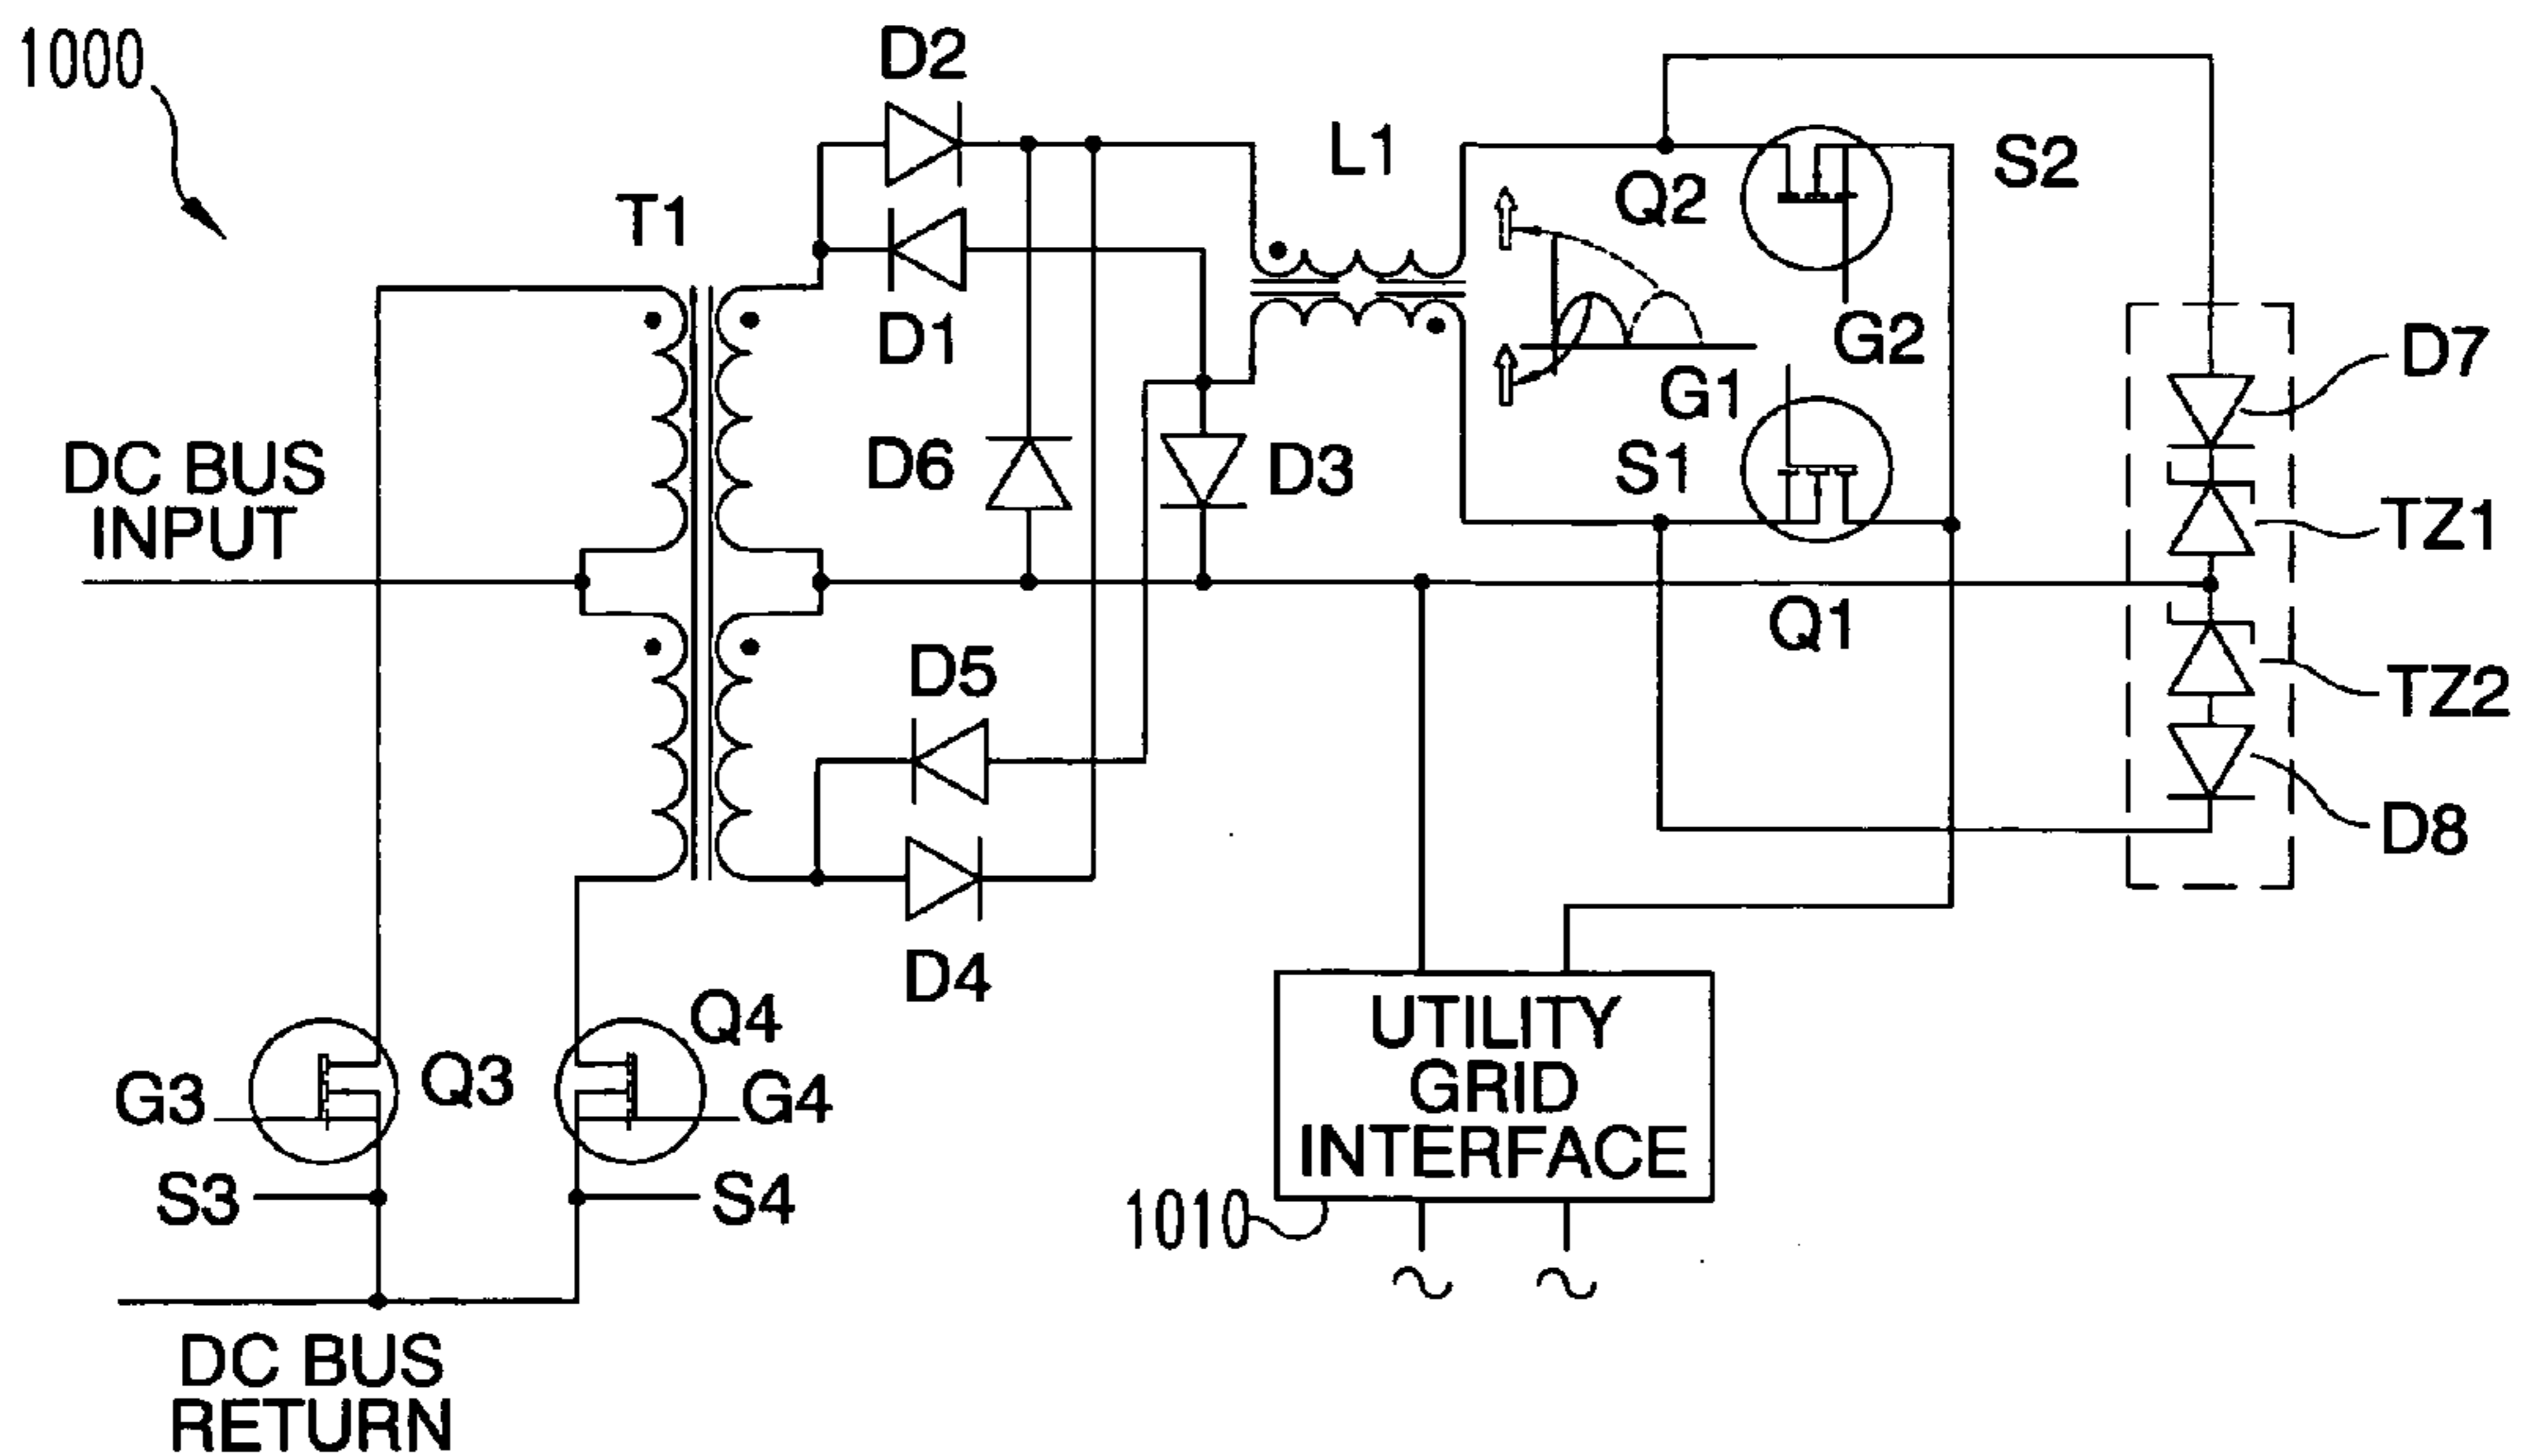 1000
D2
L1
S2
Q2
T1
D1
G2
G1
D7
DC BUS
INPUT
D6
D3
S1
TZ1
Q1
D5
TZ2
D8
D4
Q4
G3
Q3
G4
UTILITY
GRID
INTERFACE
S3
S4
1010
DC BUS
RETURN